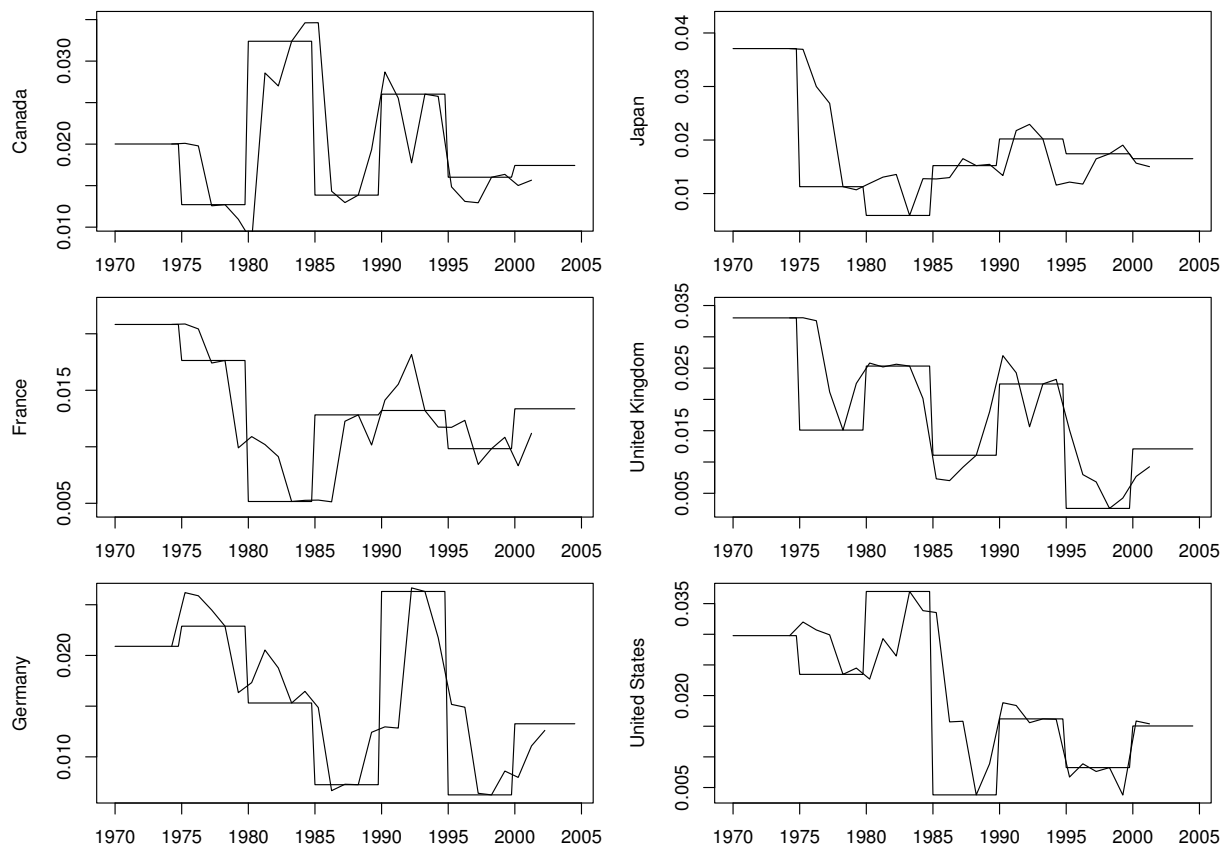 Canada
0.010 0.020 0.030
1970 1975 1980 1985 1990 1995 2000 2005
Japan
0.01 0.02 0.03 0.04
1970 1975 1980 1985 1990 1995 2000 2005
France
0.005 0.015
1970 1975 1980 1985 1990 1995 2000 2005
United Kingdom
0.005 0.015 0.025 0.035
1970 1975 1980 1985 1990 1995 2000 2005
Germany
0.010 0.020
1970 1975 1980 1985 1990 1995 2000 2005
United States
0.005 0.020 0.035
1970 1975 1980 1985 1990 1995 2000 2005